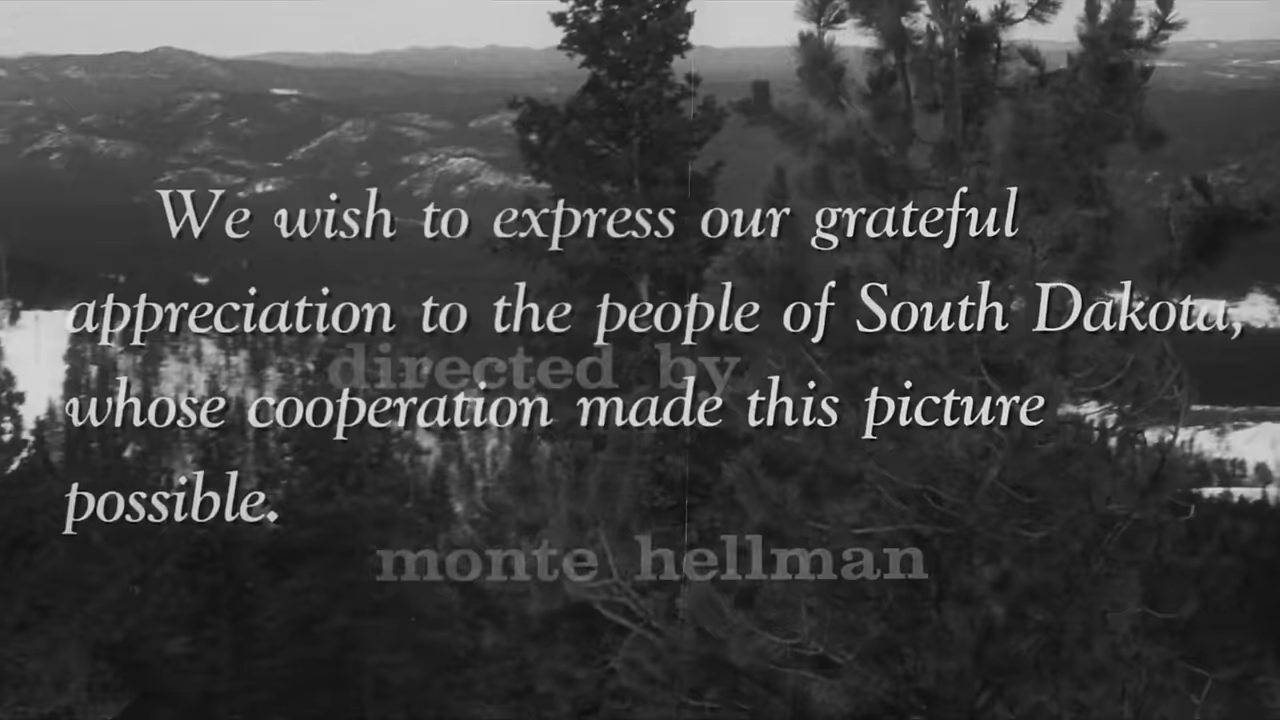 We wish to express our grateful
appreciation to the people of South Dakota,
directed by
whose cooperation made this picture
possible.
monte hellman